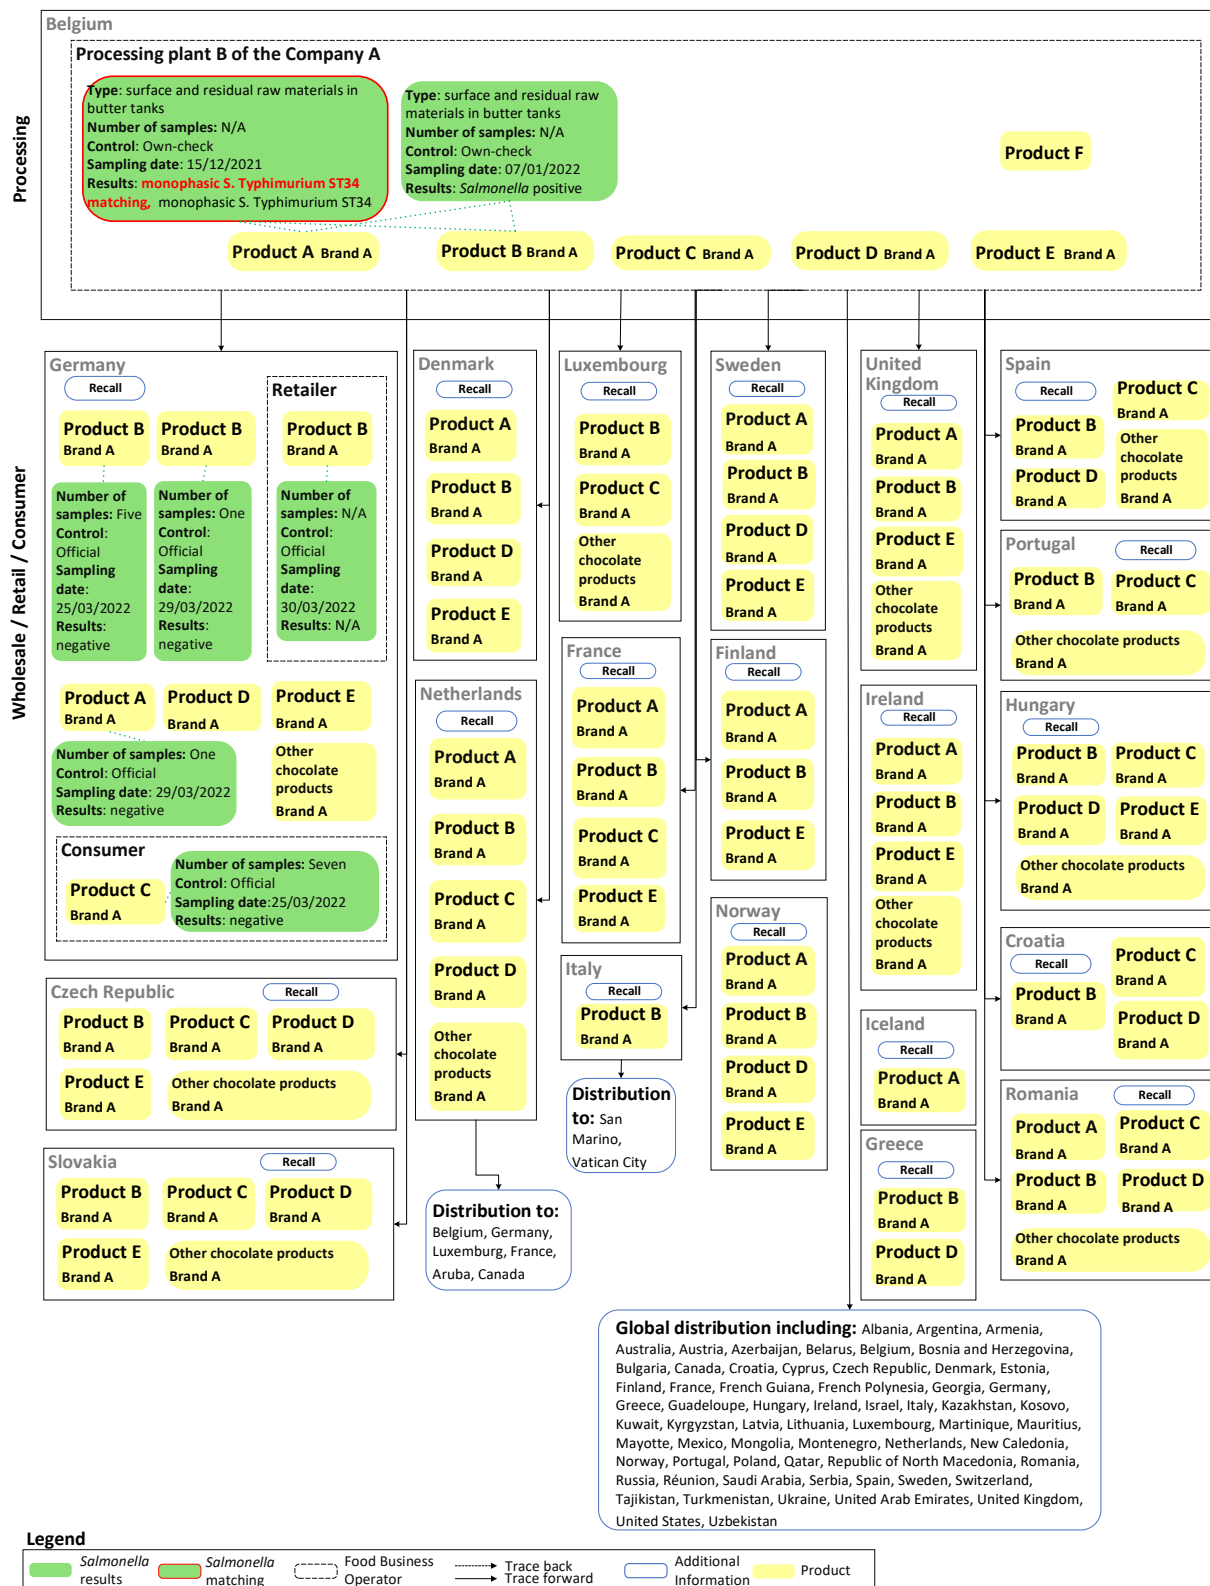 Belgium
Processing plant B of the Company A
Type: surface and residual raw materials in
butter tanks
Number of samples: N/A
Control: Own-check
Sampling date: 15/12/2021
Results: monophasic S. Typhimurium ST34
matching, monophasic S. Typhimurium ST34
Type: surface and residual raw
materials in butter tanks
Number of samples: N/A
Control: Own-check
Sampling date: 07/01/2022
Results: Salmonella positive
Product F
Product A Brand A
Product B Brand A
Product C Brand A
Product D Brand A
Product E Brand A
Processing
Wholesale / Retail / Consumer
Germany
Recall
Product B
Brand A
Product B
Brand A
Retailer
Product B
Brand A
Number of
samples: Five
Control:
Official
Sampling
date:
25/03/2022
Results:
negative
Number of
samples: One
Control:
Official
Sampling
date:
29/03/2022
Results:
negative
Number of
samples: N/A
Control:
Official
Sampling
date:
30/03/2022
Results: N/A
Product A
Brand A
Product D
Brand A
Product E
Brand A
Number of samples: One
Control: Official
Sampling date: 29/03/2022
Results: negative
Other
chocolate
products
Brand A
Consumer
Product C
Brand A
Number of samples: Seven
Control: Official
Sampling date:25/03/2022
Results: negative
Czech Republic
Recall
Product B
Brand A
Product C
Brand A
Product D
Brand A
Product E
Brand A
Other chocolate products
Brand A
Slovakia
Recall
Product B
Brand A
Product C
Brand A
Product D
Brand A
Product E
Brand A
Other chocolate products
Brand A
Denmark
Recall
Product A
Brand A
Product B
Brand A
Product D
Brand A
Product E
Brand A
Netherlands
Recall
Product A
Brand A
Product B
Brand A
Product C
Brand A
Product D
Brand A
Other
chocolate
products
Brand A
Distribution to:
Belgium, Germany,
Luxemburg, France,
Aruba, Canada
Luxembourg
Recall
Product B
Brand A
Product C
Brand A
Other
chocolate
products
Brand A
France
Recall
Product A
Brand A
Product B
Brand A
Product C
Brand A
Product E
Brand A
Italy
Recall
Product B
Brand A
Distribution
to: San
Marino,
Vatican City
Sweden
Recall
Product A
Brand A
Product B
Brand A
Product D
Brand A
Product E
Brand A
Finland
Recall
Product A
Brand A
Product B
Brand A
Product E
Brand A
Norway
Recall
Product A
Brand A
Product B
Brand A
Product D
Brand A
Product E
Brand A
United
Kingdom
Recall
Product A
Brand A
Product B
Brand A
Product E
Brand A
Other
chocolate
products
Brand A
Ireland
Recall
Product A
Brand A
Product B
Brand A
Product E
Brand A
Other
chocolate
products
Brand A
Iceland
Recall
Product A
Brand A
Greece
Recall
Product B
Brand A
Product D
Brand A
Spain
Recall
Product C
Brand A
Product B
Brand A
Product D
Brand A
Other
chocolate
products
Brand A
Portugal
Recall
Product B
Brand A
Product C
Brand A
Other chocolate products
Brand A
Hungary
Recall
Product B
Brand A
Product C
Brand A
Product D
Brand A
Product E
Brand A
Other chocolate products
Brand A
Croatia
Recall
Product C
Brand A
Product B
Brand A
Product D
Brand A
Romania
Recall
Product A
Brand A
Product C
Brand A
Product B
Brand A
Product D
Brand A
Other chocolate products
Brand A
Global distribution including: Albania, Argentina, Armenia,
Australia, Austria, Azerbaijan, Belarus, Belgium, Bosnia and Herzegovina,
Bulgaria, Canada, Croatia, Cyprus, Czech Republic, Denmark, Estonia,
Finland, France, French Guiana, French Polynesia, Georgia, Germany,
Greece, Guadeloupe, Hungary, Ireland, Israel, Italy, Kazakhstan, Kosovo,
Kuwait, Kyrgyzstan, Latvia, Lithuania, Luxembourg, Martinique, Mauritius,
Mayotte, Mexico, Mongolia, Montenegro, Netherlands, New Caledonia,
Norway, Portugal, Poland, Qatar, Republic of North Macedonia, Romania,
Russia, Réunion, Saudi Arabia, Serbia, Spain, Sweden, Switzerland,
Tajikistan, Turkmenistan, Ukraine, United Arab Emirates, United Kingdom,
United States, Uzbekistan
Legend
Salmonella
results
Salmonella
matching
Food Business
Operator
Trace back
Trace forward
Additional
Information
Product